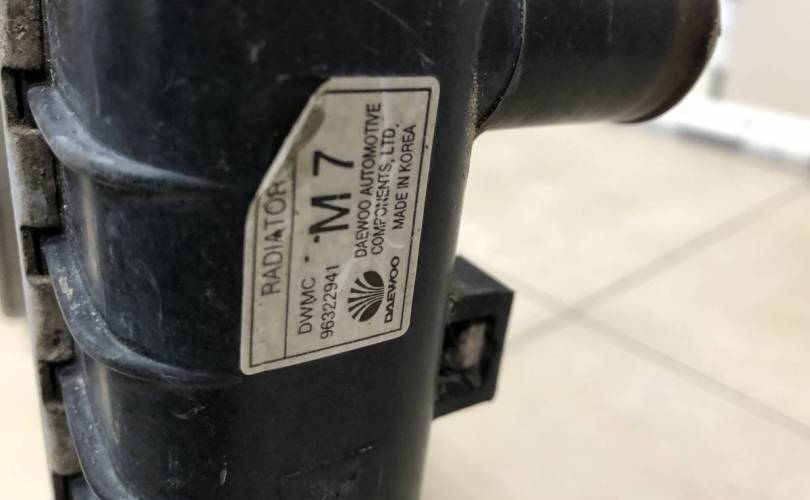 RADIATOR
DWMC M 7
96322941
DAEWOO
DAEWOO AUTOMOTIVE
COMPONENTS, LTD,
MADE IN KOREA